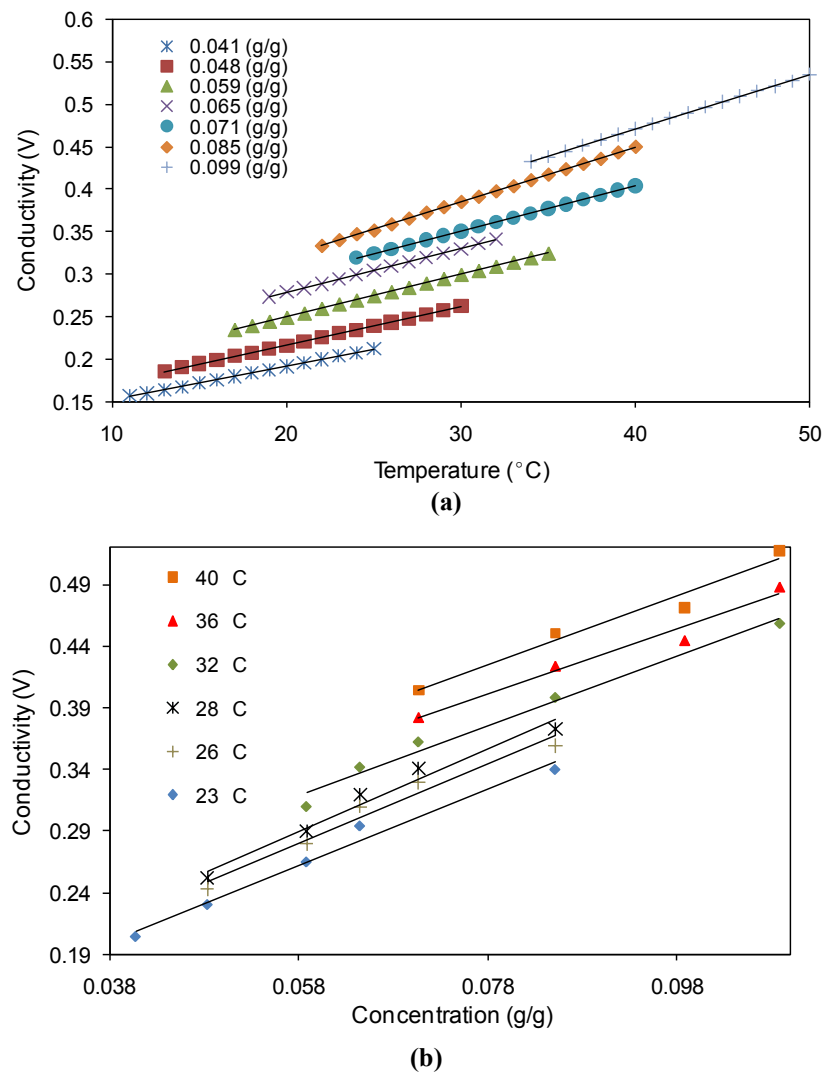 0.6
0.55
0.5
0.45
0.4
0.35
0.3
0.25
0.2
0.15
Conductivity (V)
0.041 (g/g)
0.048 (g/g)
0.059 (g/g)
0.065 (g/g)
0.071 (g/g)
0.085 (g/g)
0.099 (g/g)
10 20 30 40 50
Temperature (°C)
(a)
0.49
0.44
0.39
0.34
0.29
0.24
0.19
Conductivity (V)
40 C
36 C
32 C
28 C
26 C
23 C
0.038 0.058 0.078 0.098
Concentration (g/g)
(b)